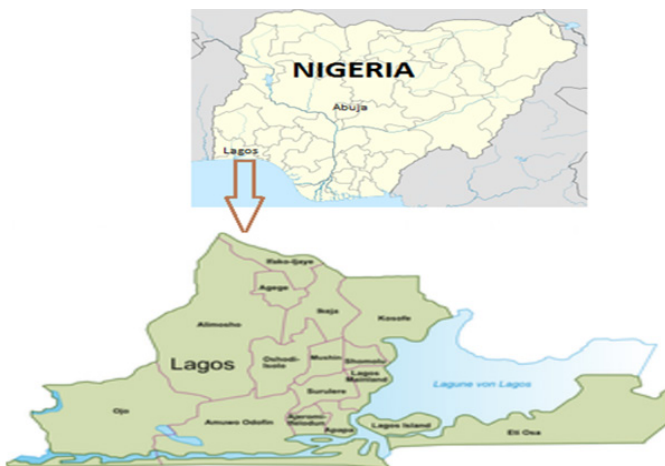 NIGERIA
Abuja
Lagos
Ifako-Ijaye
Agege
Ikeja
Kosofe
Alimosho
Lagos
Oshodi-
Isolo
Mushin
Shomolu
Lagos
Mainland
Surulere
Ojo
Amuwo Odofin
Ajeromi-
Ifelodun
Apapa
Lagos Island
Eti Osa
Lagune von Lagos